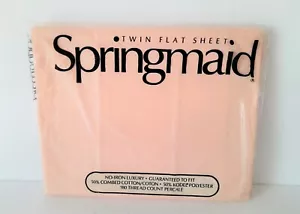 • TWIN FLAT SHEET •
Springmaid®
NO-IRON LUXURY • GUARANTEED TO FIT
50% COMBED COTTON/COTON • 50% KODEL® POLYESTER
180 THREAD COUNT PERCALE